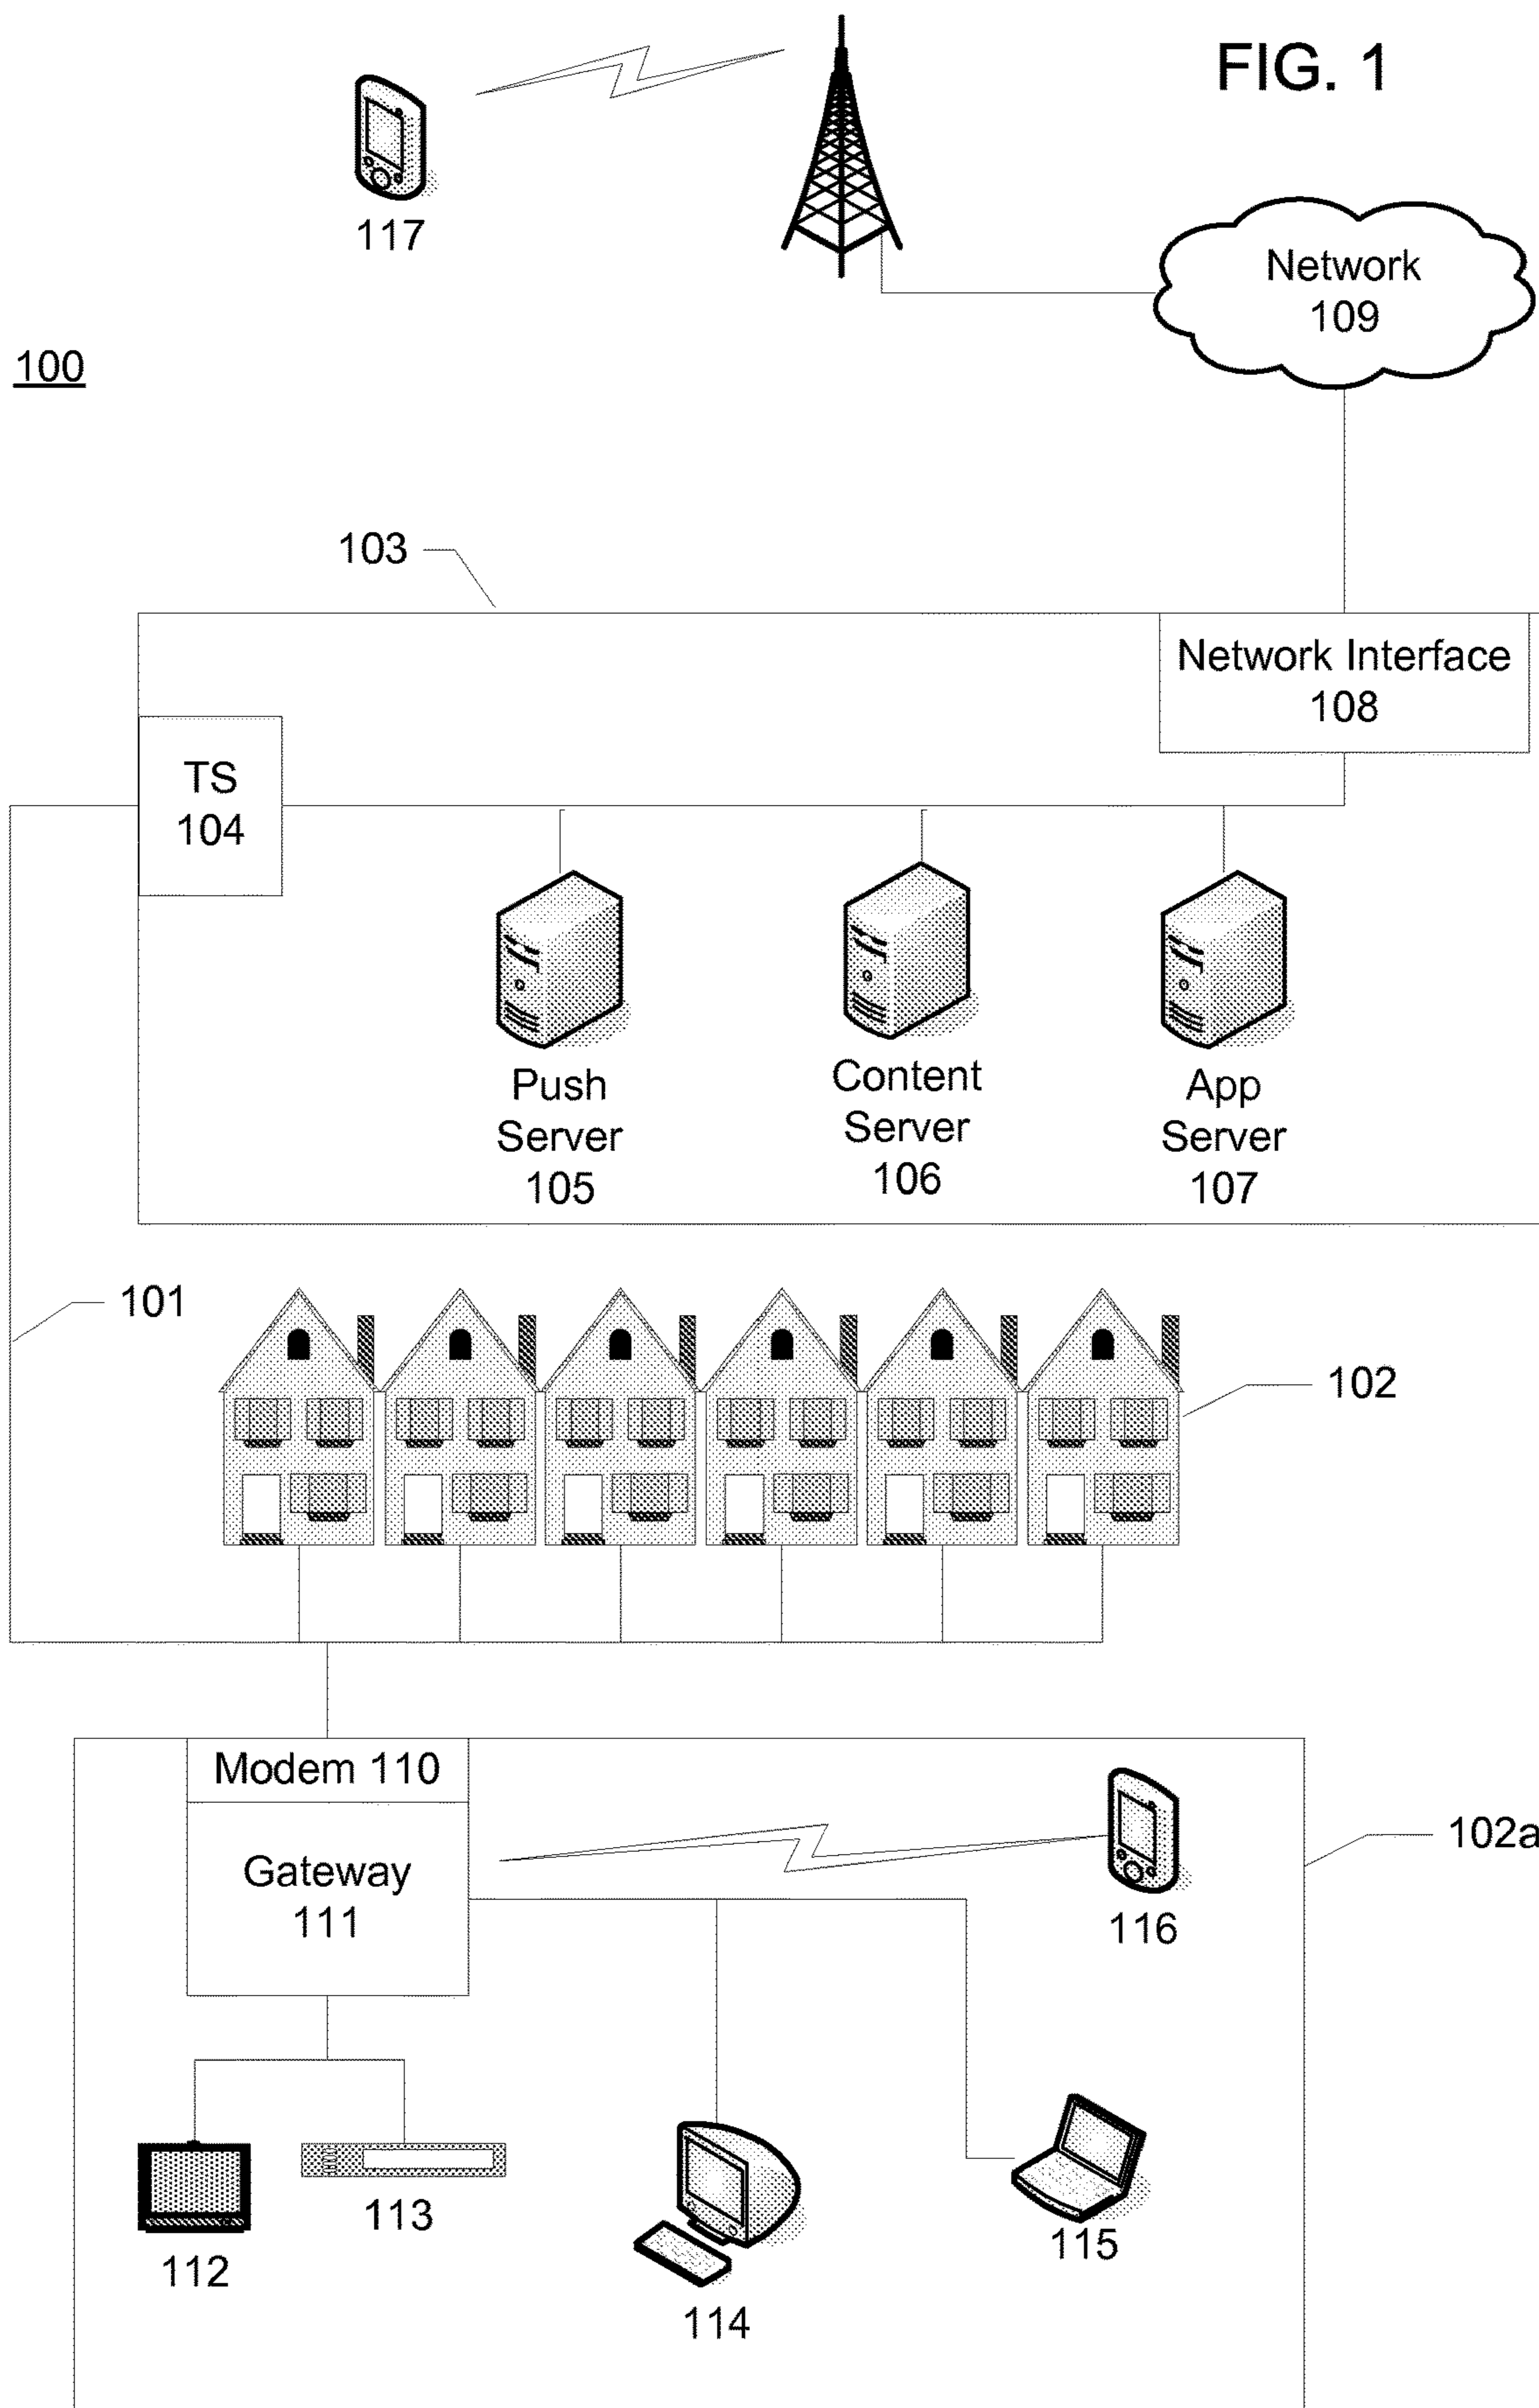 FIG. 1
117
Network
109
100
103
Network Interface
108
TS
104
Push
Server
105
Content
Server
106
App
Server
107
101
102
Modem 110
Gateway
111
102a
116
112
113
114
115